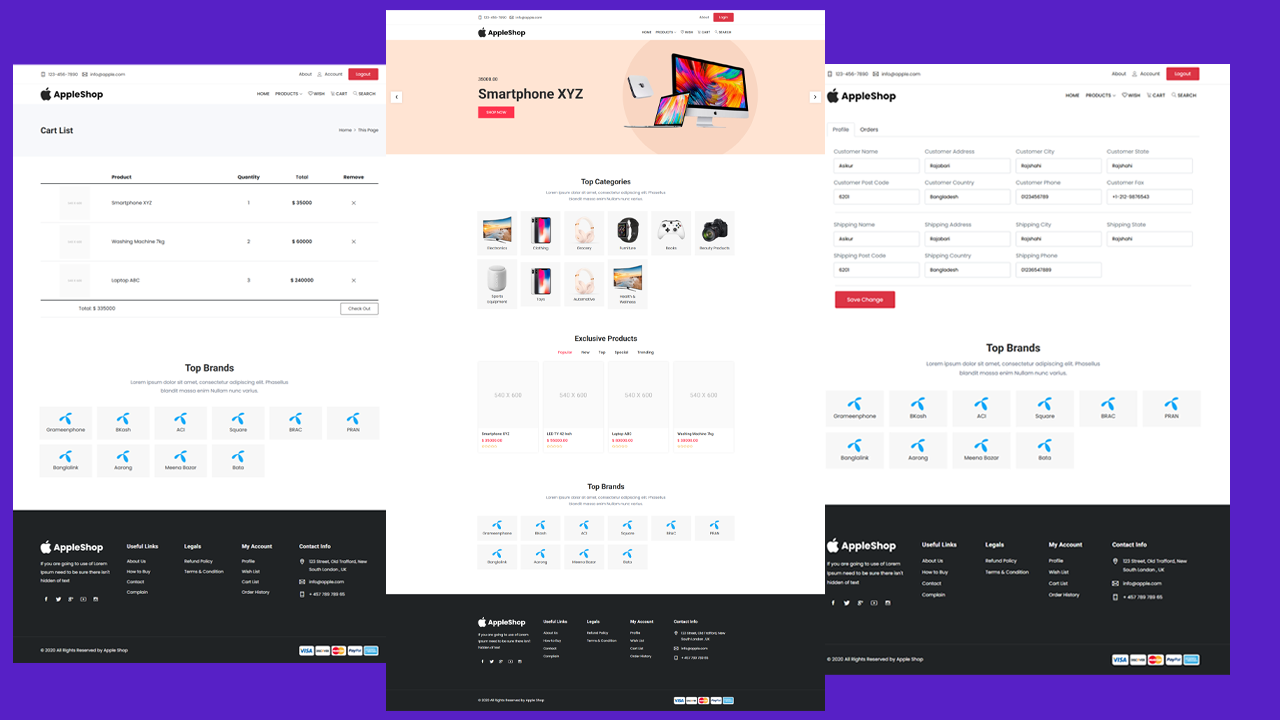 123-456-7890 info@apple.com About Account Logout
AppleShop HOME PRODUCTS WISH CART SEARCH
Cart List Home > This Page
Product Quantity Total Remove
Smartphone XYZ 1 $ 35000 ×
Washing Machine 7kg 2 $ 60000 ×
Laptop ABC 3 $ 240000 ×
Total: $ 335000 Check Out
Top Brands
Lorem ipsum dolor sit amet, consectetur adipiscing elit. Phasellus
blandit massa enim Nullam nunc varius.
Grameenphone BKash ACI Square BRAC PRAN
Banglalink Aarong Meena Bazar Bata
AppleShop
If you are going to use of Lorem
Ipsum need to be sure there isn't
hidden of text
Useful Links
About Us
How to Buy
Contact
Complain
Legals
Refund Policy
Terms & Condition
My Account
Profile
Wish List
Cart List
Order History
Contact Info
123 Street, Old Trafford, New
South London , UK
info@apple.com
+ 457 789 789 65
© 2020 All Rights Reserved by Apple Shop
VISA PayPal
123-456-7890 info@apple.com About Login
AppleShop HOME PRODUCTS WISH CART SEARCH
35000.00
Smartphone XYZ
SHOP NOW
Top Categories
Lorem ipsum dolor sit amet, consectetur adipiscing elit. Phasellus
blandit massa enim Nullam nunc varius.
Electronics Clothing Grocery Furniture Books Beauty Products
Sports
Equipment Toys Automotive Health &
Wellness
Exclusive Products
Popular New Top Special Trending
540 X 600 540 X 600 540 X 600 540 X 600
Smartphone XYZ LED TV 42 inch Laptop ABC Washing Machine 7kg
Top Brands
Lorem ipsum dolor sit amet, consectetur adipiscing elit. Phasellus
blandit massa enim Nullam nunc varius.
Grameenphone BKash ACI Square BRAC PRAN
Banglalink Aarong Meena Bazar Bata
AppleShop
If you are going to use of Lorem
Ipsum need to be sure there isn't
hidden of text
Useful Links
About Us
How to Buy
Contact
Complain
Legals
Refund Policy
Terms & Condition
My Account
Profile
Wish List
Cart List
Order History
Contact Info
123 Street, Old Trafford, New
South London , UK
info@apple.com
+ 457 789 789 65
© 2020 All Rights Reserved by Apple Shop
VISA PayPal
123-456-7890 info@apple.com About Account Logout
AppleShop HOME PRODUCTS WISH CART SEARCH
Profile Orders
Customer Name Customer Address Customer City Customer State
Asikur Rajabari Rajshahi Rajshahi
Customer Post Code Customer Country Customer Phone Customer Fax
6201 Bangladesh 0123456789 +1-212-9876543
Shipping Name Shipping Address Shipping City Shipping State
Asikur Rajabari Rajshahi Rajshahi
Shipping Post Code Shipping Country Shipping Phone
6201 Bangladesh 01236547889
Save Change
Top Brands
Lorem ipsum dolor sit amet, consectetur adipiscing elit. Phasellus
blandit massa enim Nullam nunc varius.
Grameenphone BKash ACI Square BRAC PRAN
Banglalink Aarong Meena Bazar Bata
AppleShop
If you are going to use of Lorem
Ipsum need to be sure there isn't
hidden of text
Useful Links
About Us
How to Buy
Contact
Complain
Legals
Refund Policy
Terms & Condition
My Account
Profile
Wish List
Cart List
Order History
Contact Info
123 Street, Old Trafford, New
South London , UK
info@apple.com
+ 457 789 789 65
© 2020 All Rights Reserved by Apple Shop
VISA PayPal